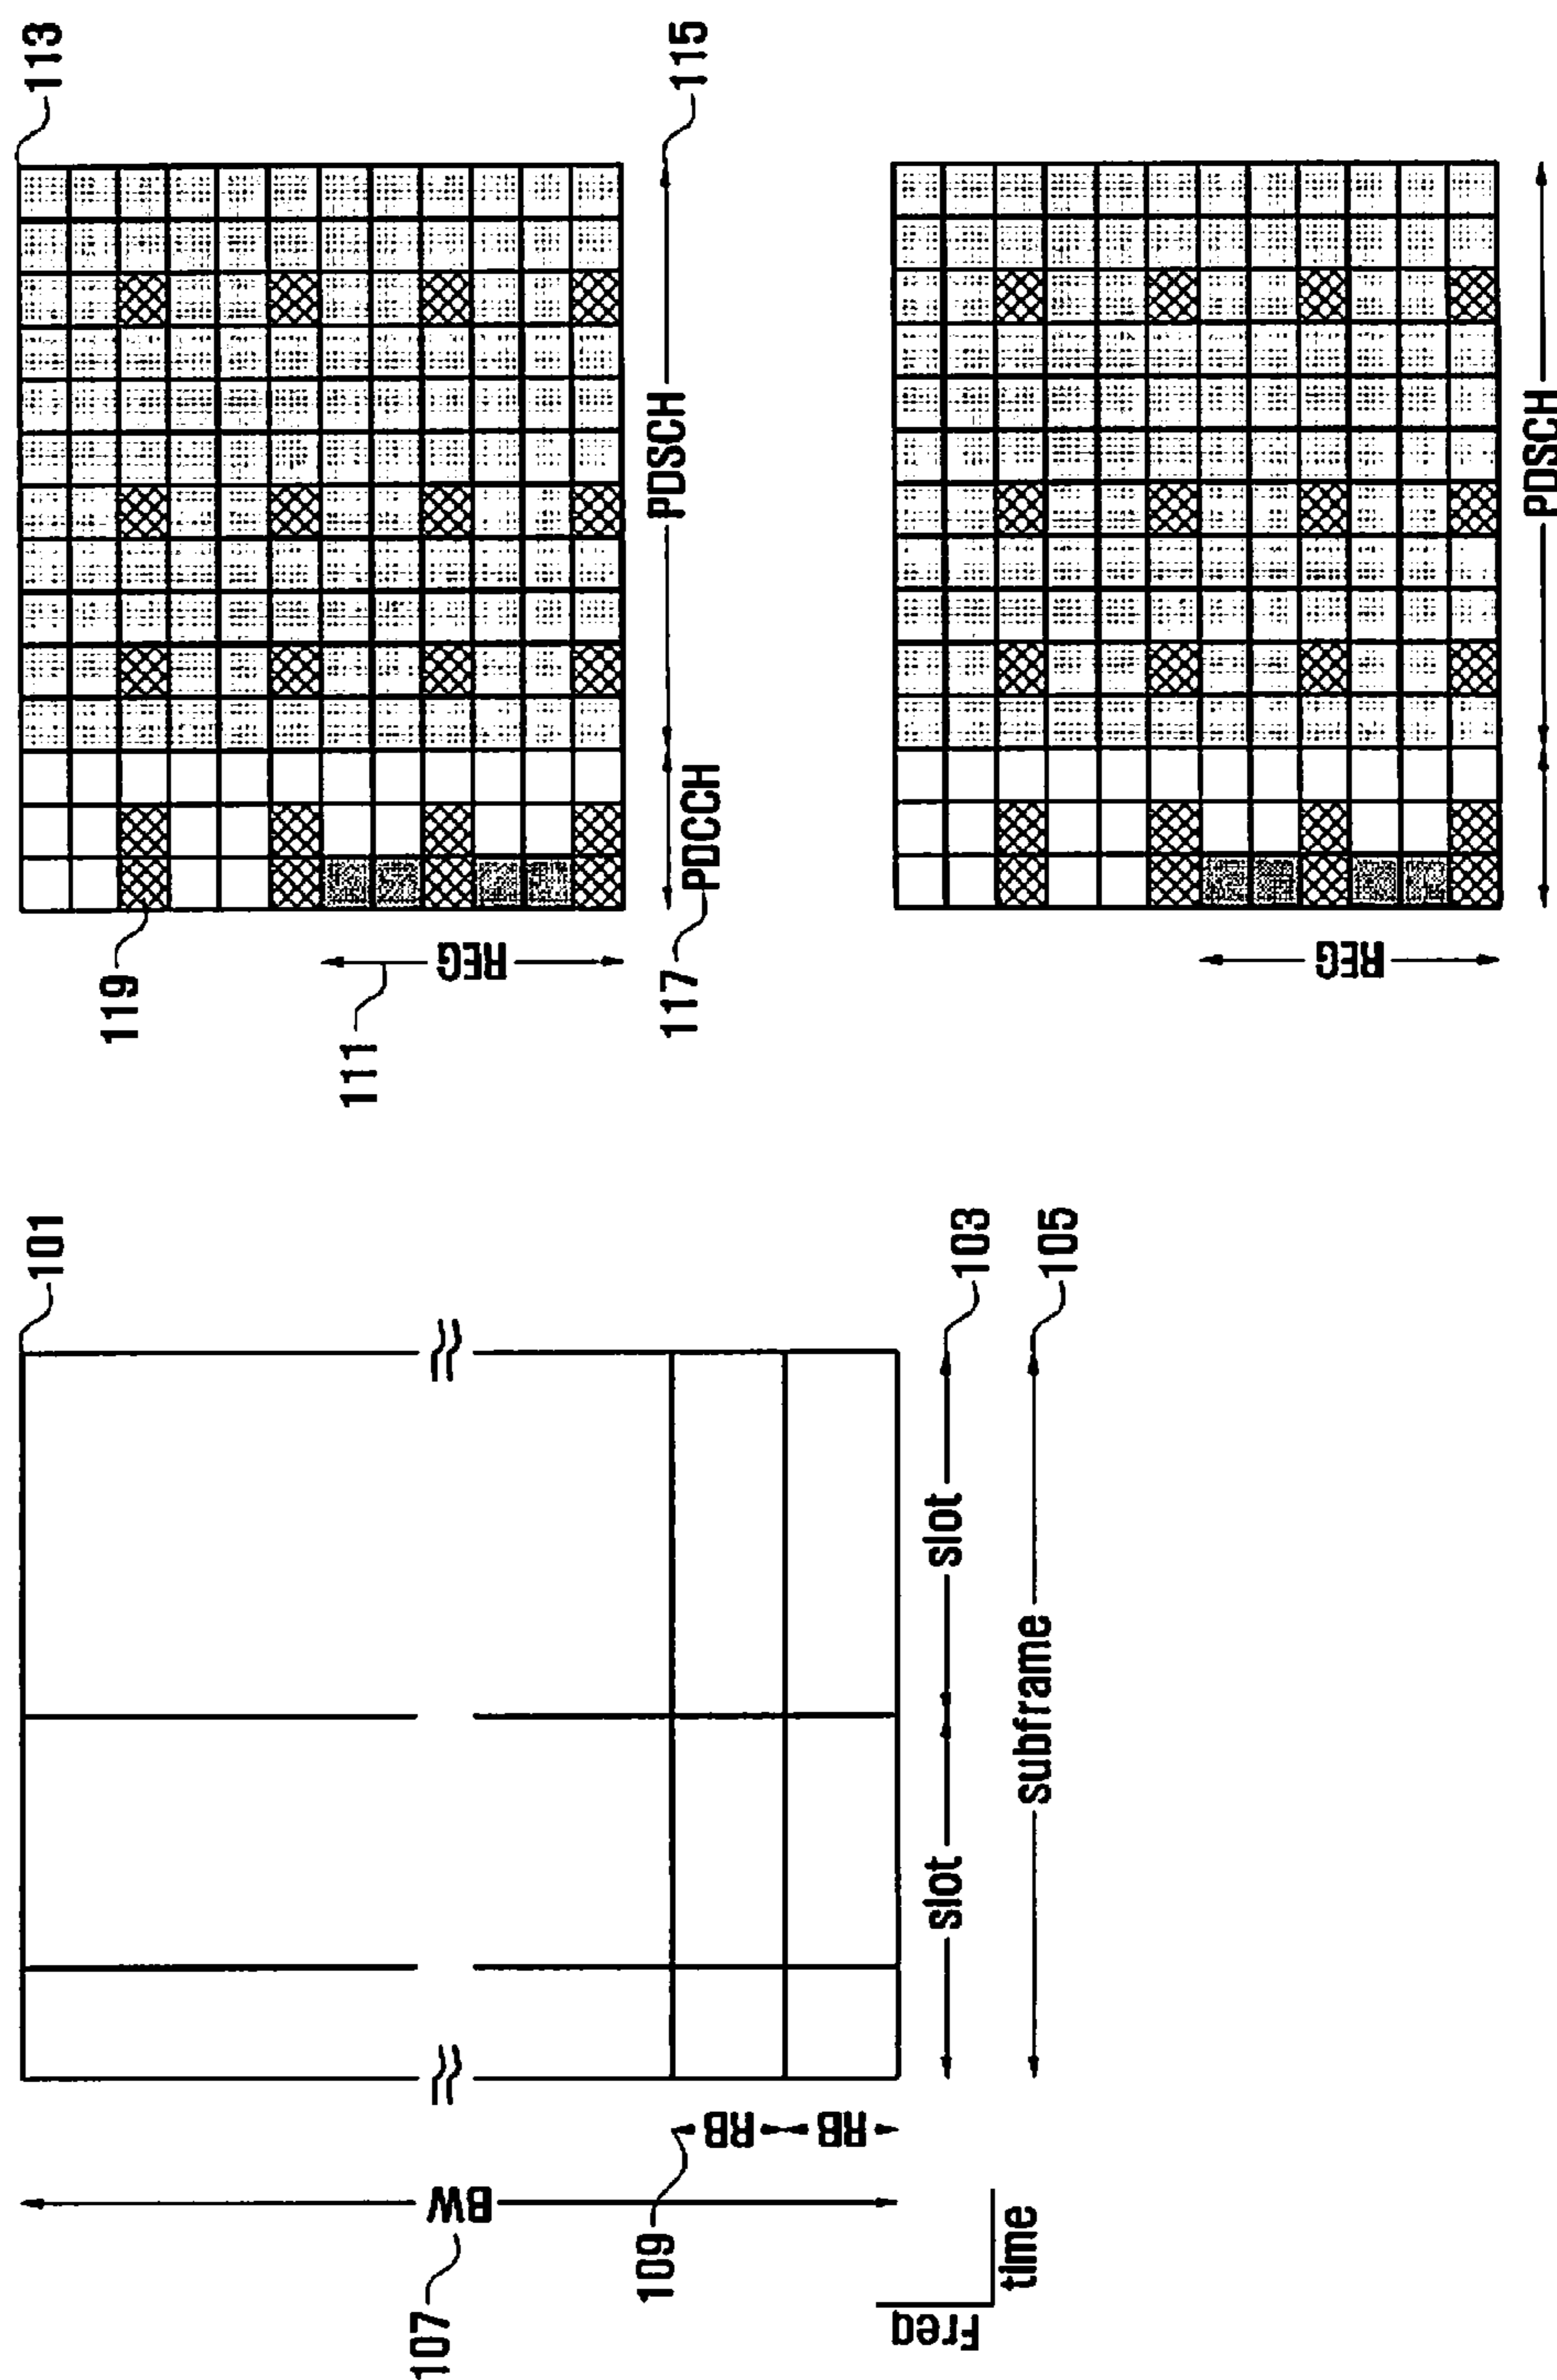 101
107
BW
109
RB
RB
slot
slot
103
subframe
105
Freq
time
113
119
111
REG
115
PDSCH
117
PDCCH
REG
PDSCH